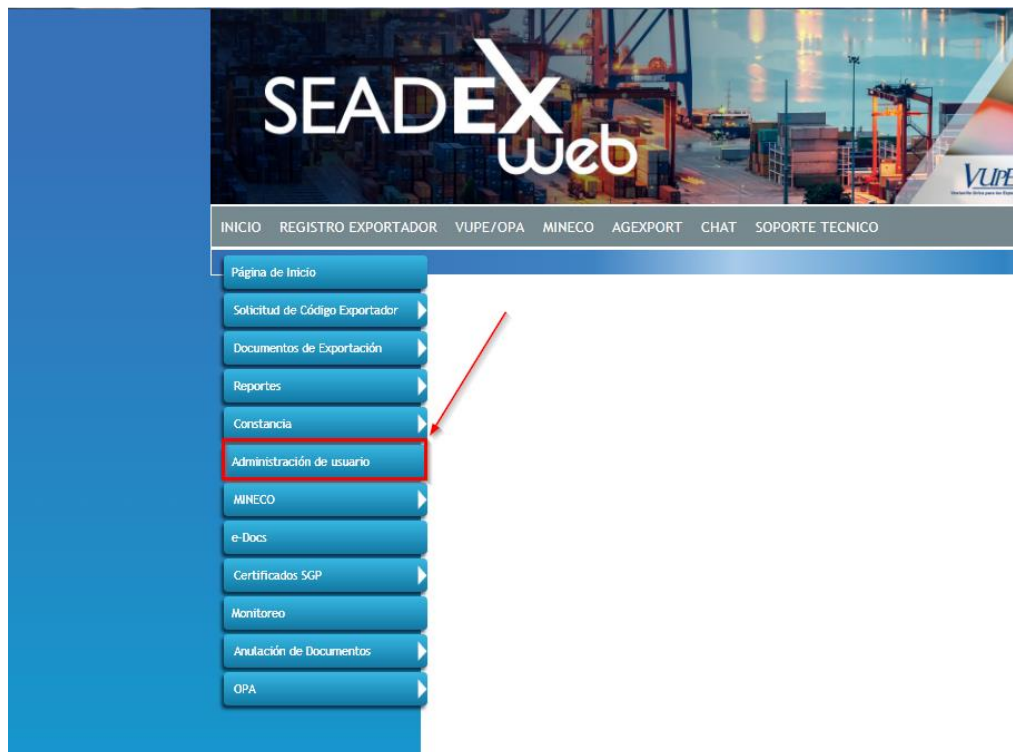 SEADEX
web
VUPE
INICIO REGISTRO EXPORTADOR VUPE/OPA MINECO AGEXPORT CHAT SOPORTE TECNICO
Página de Inicio
Solicitud de Código Exportador
Documentos de Exportación
Reportes
Constancia
Administración de usuario
MINECO
e-Docs
Certificados SGP
Monitoreo
Anulación de Documentos
OPA